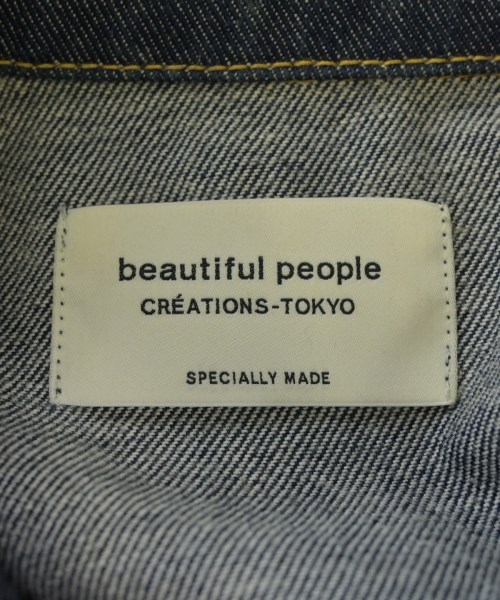 beautiful people
CRÉATIONS-TOKYO
SPECIALLY MADE